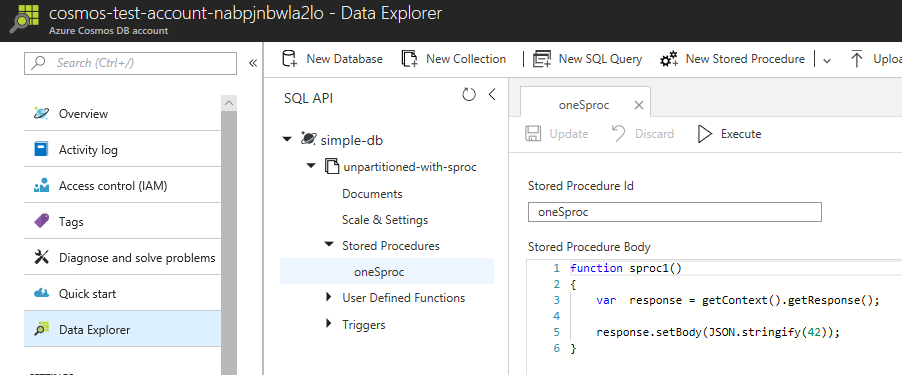 cosmos-test-account-nabpjnbwla2lo - Data Explorer
Azure Cosmos DB account
Search (Ctrl+/)
Overview
Activity log
Access control (IAM)
Tags
Diagnose and solve problems
Quick start
Data Explorer
New Database
New Collection
New SQL Query
New Stored Procedure
SQL API
simple-db
unpartitioned-with-sproc
Documents
Scale & Settings
Stored Procedures
oneSproc
User Defined Functions
Triggers
oneSproc
Update
Discard
Execute
Stored Procedure Id
oneSproc
Stored Procedure Body
1 function sproc1()
2 {
3 var response = getContext().getResponse();
4
5 response.setBody(JSON.stringify(42));
6 }